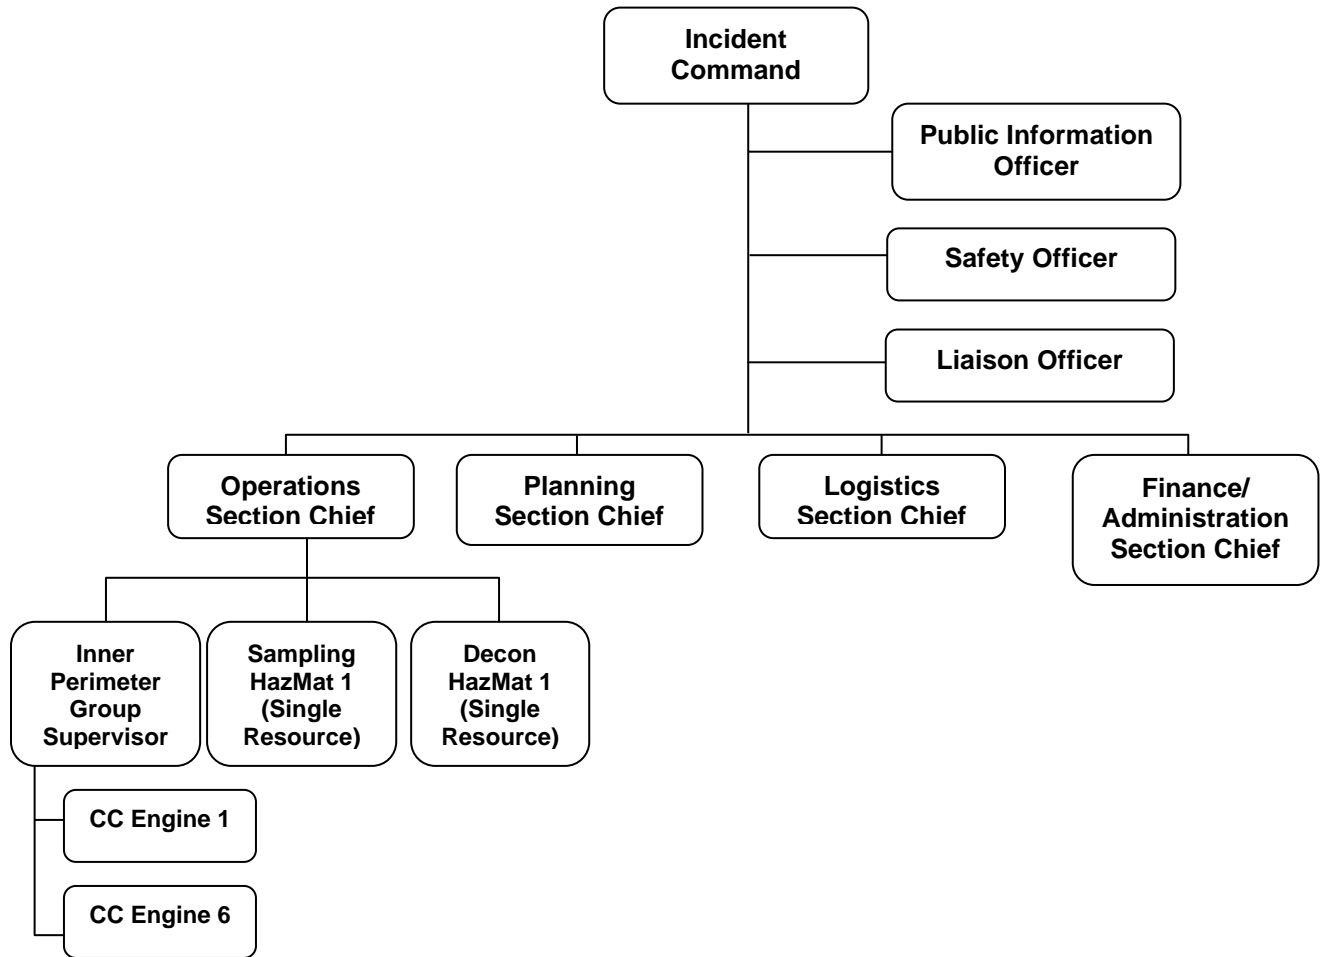 Incident
Command
Public Information
Officer
Safety Officer
Liaison Officer
Operations
Section Chief
Planning
Section Chief
Logistics
Section Chief
Finance/
Administration
Section Chief
Inner
Perimeter
Group
Supervisor
Sampling
HazMat 1
(Single
Resource)
Decon
HazMat 1
(Single
Resource)
CC Engine 1
CC Engine 6